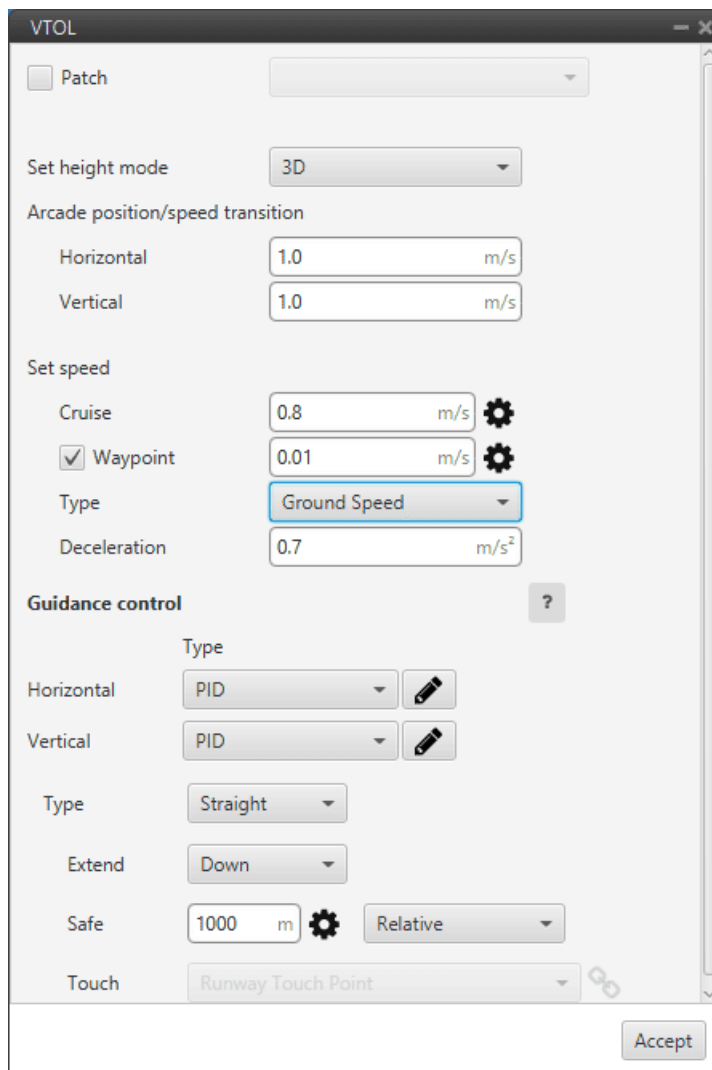 VTOL
Patch
Set height mode 3D
Arcade position/speed transition
Horizontal 1.0 m/s
Vertical 1.0 m/s
Set speed
Cruise 0.8 m/s
Waypoint 0.01 m/s
Type Ground Speed
Deceleration 0.7 m/s²
Guidance control ?
Type
Horizontal PID
Vertical PID
Type Straight
Extend Down
Safe 1000 m Relative
Touch Runway Touch Point
Accept